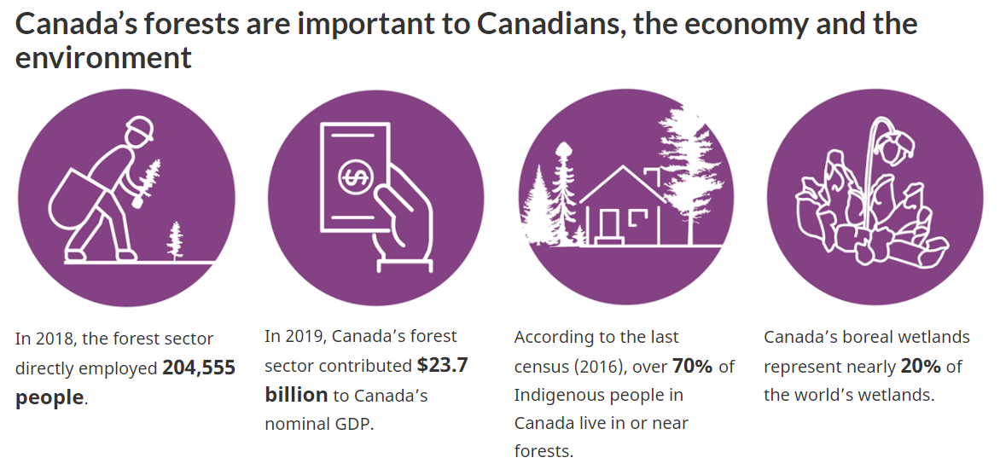 Canada’s forests are important to Canadians, the economy and the
environment
$
In 2018, the forest sector
directly employed 204,555
people.
In 2019, Canada’s forest
sector contributed $23.7
billion to Canada’s
nominal GDP.
According to the last
census (2016), over 70% of
Indigenous people in
Canada live in or near
forests.
Canada’s boreal wetlands
represent nearly 20% of
the world’s wetlands.